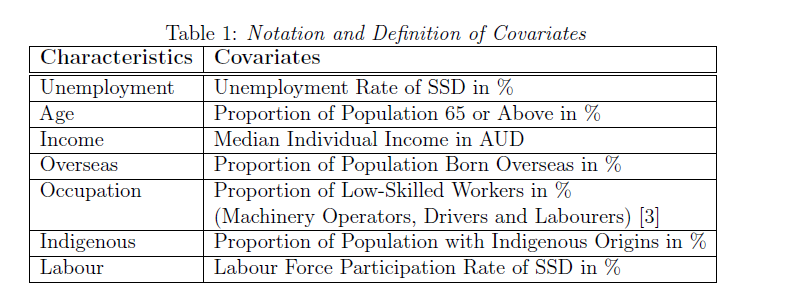 Table 1: Notation and Definition of Covariates
Characteristics Covariates
Unemployment Unemployment Rate of SSD in %
Age Proportion of Population 65 or Above in %
Income Median Individual Income in AUD
Overseas Proportion of Population Born Overseas in %
Occupation Proportion of Low-Skilled Workers in %
(Machinery Operators, Drivers and Labourers) [3]
Indigenous Proportion of Population with Indigenous Origins in %
Labour Labour Force Participation Rate of SSD in %